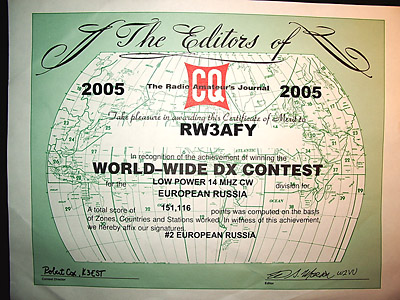 The Editors of
2005 CQ 2005
The Radio Amateur's Journal
Take pleasure in awarding this Certificate of Merit to
RW3AFY
In recognition of the achievement of winning the
WORLD-WIDE DX CONTEST
for the LOW POWER 14 MHZ CW division for
EUROPEAN RUSSIA
A total score of 151,116 points was computed on the basis
of Zones, Countries and Stations worked. In witness of this achievement,
we hereby affix our signatures.
#2 EUROPEAN RUSSIA
Robert Cox, K3EST
Contest Director
Editor